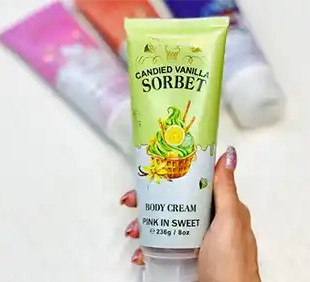 CANDIED VANILLA
SORBET
BODY CREAM
PINK IN SWEET
℮ 236g / 8oz